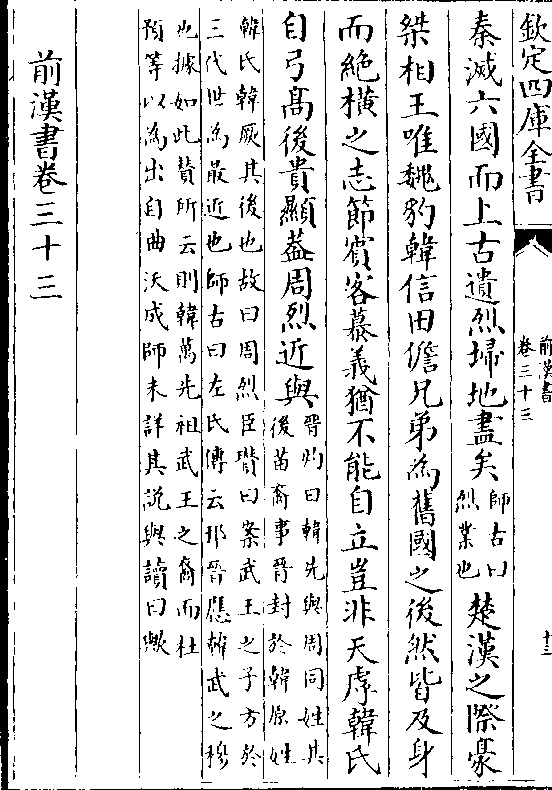 欽定四庫全書
前漢書
卷三十三
十三
秦滅六國而上古遺烈埽地盡矣師古曰
烈業也楚漢之際豪
桀相王唯魏豹韓信田儋兄弟為舊國之後然皆及身
而絶橫之志節賓客慕義猶不能自立豈非天虖韓氏
自弓髙後貴顯葢周烈近與晉灼曰韓先與周同姓其
後苗裔事晉封於韓原姓
韓氏韓厥其後也故曰周烈臣瓚曰案武王之子方於
三代世為最近也師古曰左氏傳云邘晉應韓武之穆
也據如此贊所云則韓萬先祖武王之裔而杜
預等以為出自曲沃成師未詳其説與讀曰歟
前漢書卷三十三